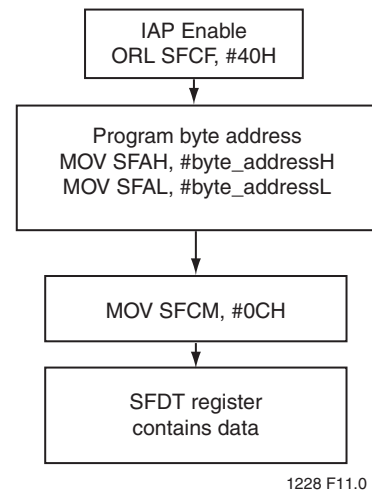 IAP Enable
ORL SFCF, #40H
Program byte address
MOV SFAH, #byte_addressH
MOV SFAL, #byte_addressL
MOV SFCM, #0CH
SFDT register
contains data
1228 F11.0